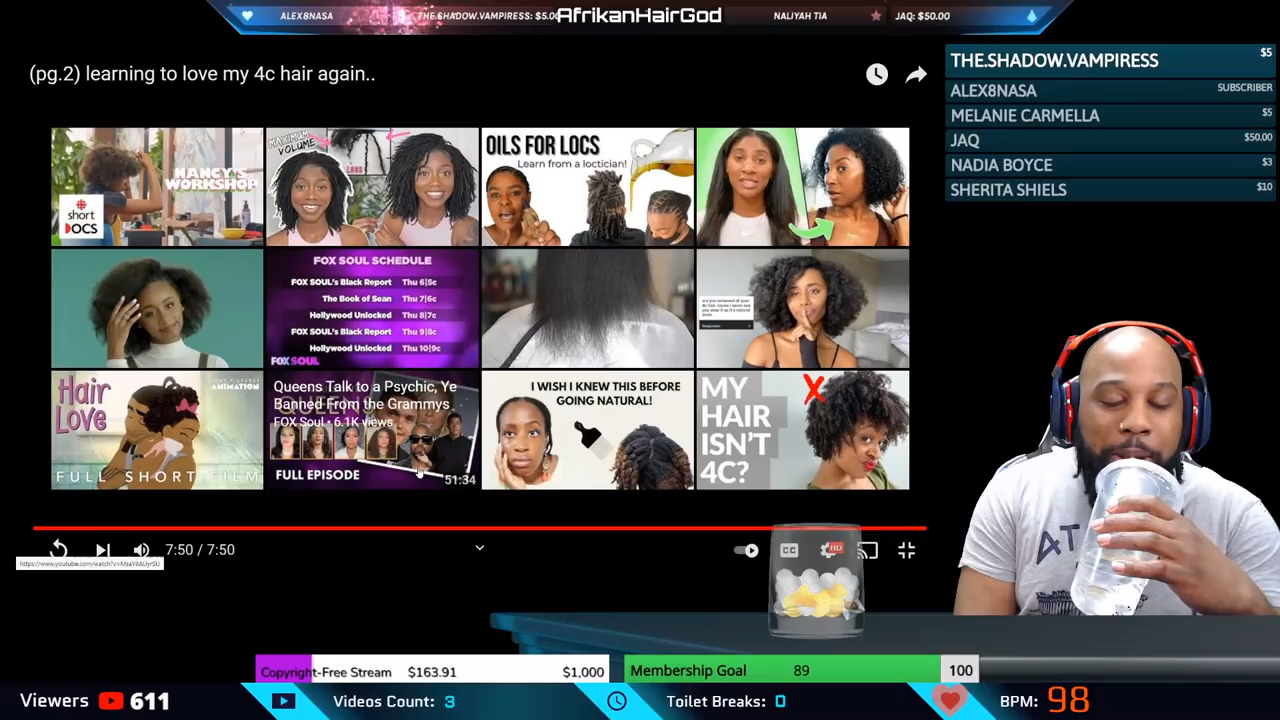 ALEX8NASA
THE.SHADOW.VAMPIRESS: $5.00
AfrikanHairGod
NALIYAH TIA
JAQ: $50.00
(pg.2) learning to love my 4c hair again..
THE.SHADOW.VAMPIRESS $5
ALEX8NASA SUBSCRIBER
MELANIE CARMELLA $5
JAQ $50.00
NADIA BOYCE $3
SHERITA SHIELS $10
NANCY'S
WORKSHOP
short
DOCS
MAXIMUM
VOLUME
OILS FOR LOCS
Learn from a loctician!
FOX SOUL SCHEDULE
FOX SOUL's Black Report Thu 6|5c
The Book of Sean Thu 7|6c
Hollywood Unlocked Thu 8|7c
FOX SOUL's Black Report Thu 9|8c
Hollywood Unlocked Thu 10|9c
FOX SOUL
Hair
Love
ANIMATION
FULL SHORT FILM
Queens Talk to a Psychic, Ye
Banned From the Grammys
FOX Soul • 6.1K views
FULL EPISODE
51:34
I WISH I KNEW THIS BEFORE
GOING NATURAL!
MY
HAIR
ISN'T
4C?
7:50 / 7:50
CC
HD
AT
Copyright-Free Stream $163.91 $1,000
Membership Goal 89 100
Viewers 611
Videos Count: 3
Toilet Breaks: 0
BPM: 98